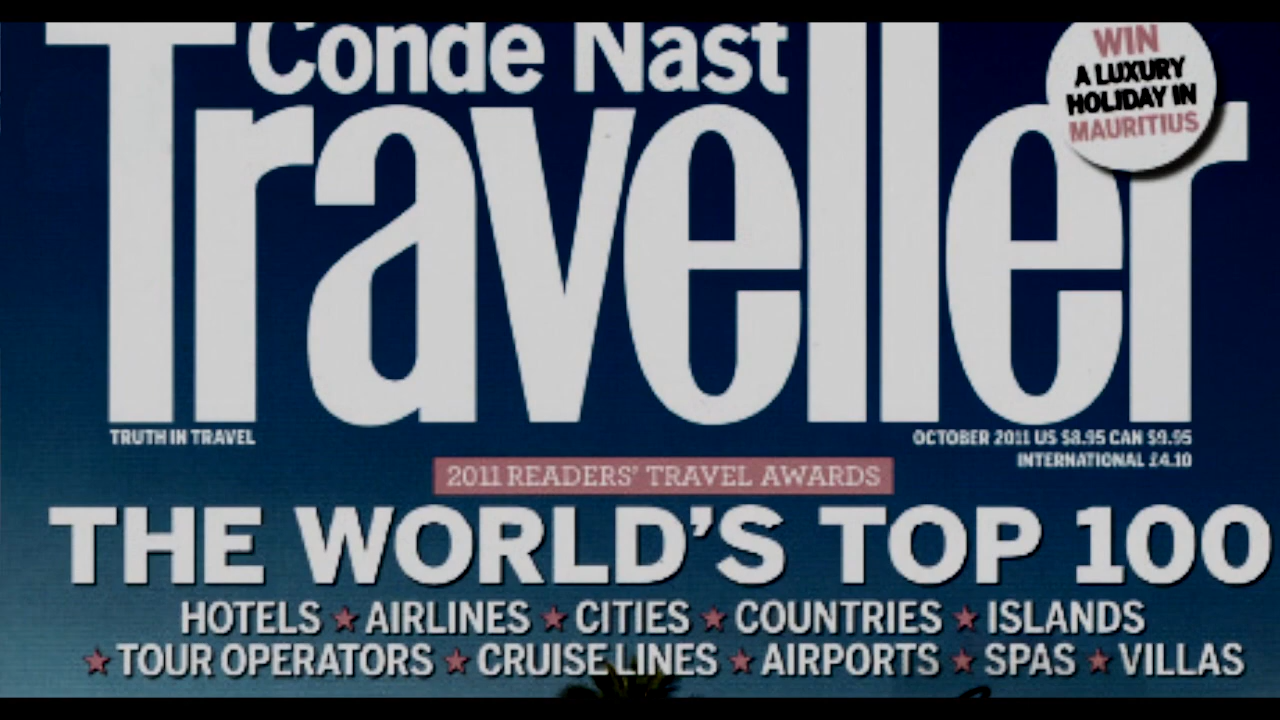 Conde Nast
Traveller
WIN
A LUXURY
HOLIDAY IN
MAURITIUS
TRUTH IN TRAVEL
OCTOBER 2011 US $8.95 CAN $9.95
INTERNATIONAL £4.10
2011 READERS' TRAVEL AWARDS
THE WORLD'S TOP 100
HOTELS ★ AIRLINES ★ CITIES ★ COUNTRIES ★ ISLANDS
★ TOUR OPERATORS ★ CRUISE LINES ★ AIRPORTS ★ SPAS ★ VILLAS